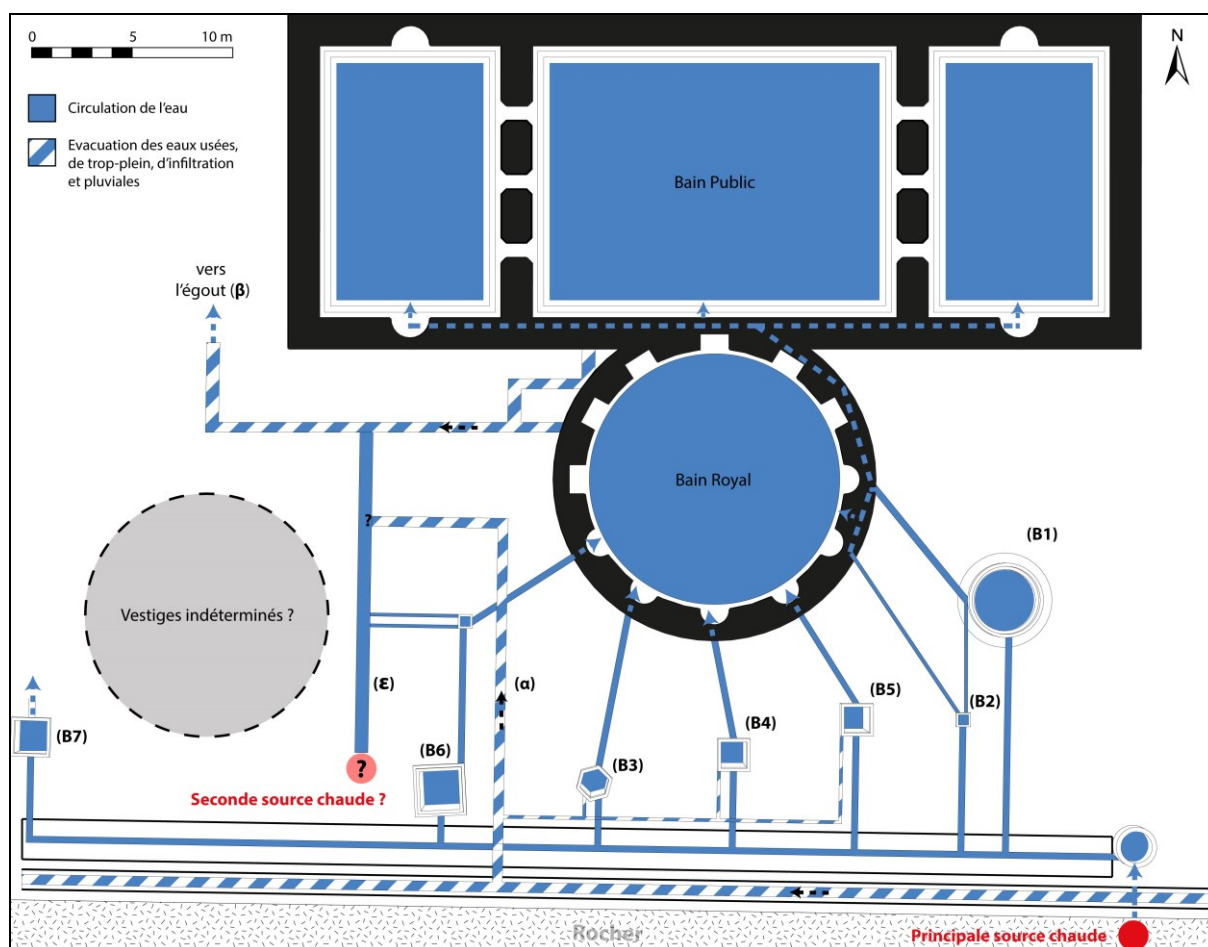 0 5 10 m
N
Circulation de l'eau
Evacuation des eaux usées,
de trop-plein, d'infiltration
et pluviales
Bain Public
vers
l'égout (β)
Bain Royal
(B1)
?
Vestiges indéterminés ?
(ε)
(α)
(B5)
(B2)
(B7)
(B6)
(B4)
(B3)
?
Seconde source chaude ?
Rocher
Principale source chaude